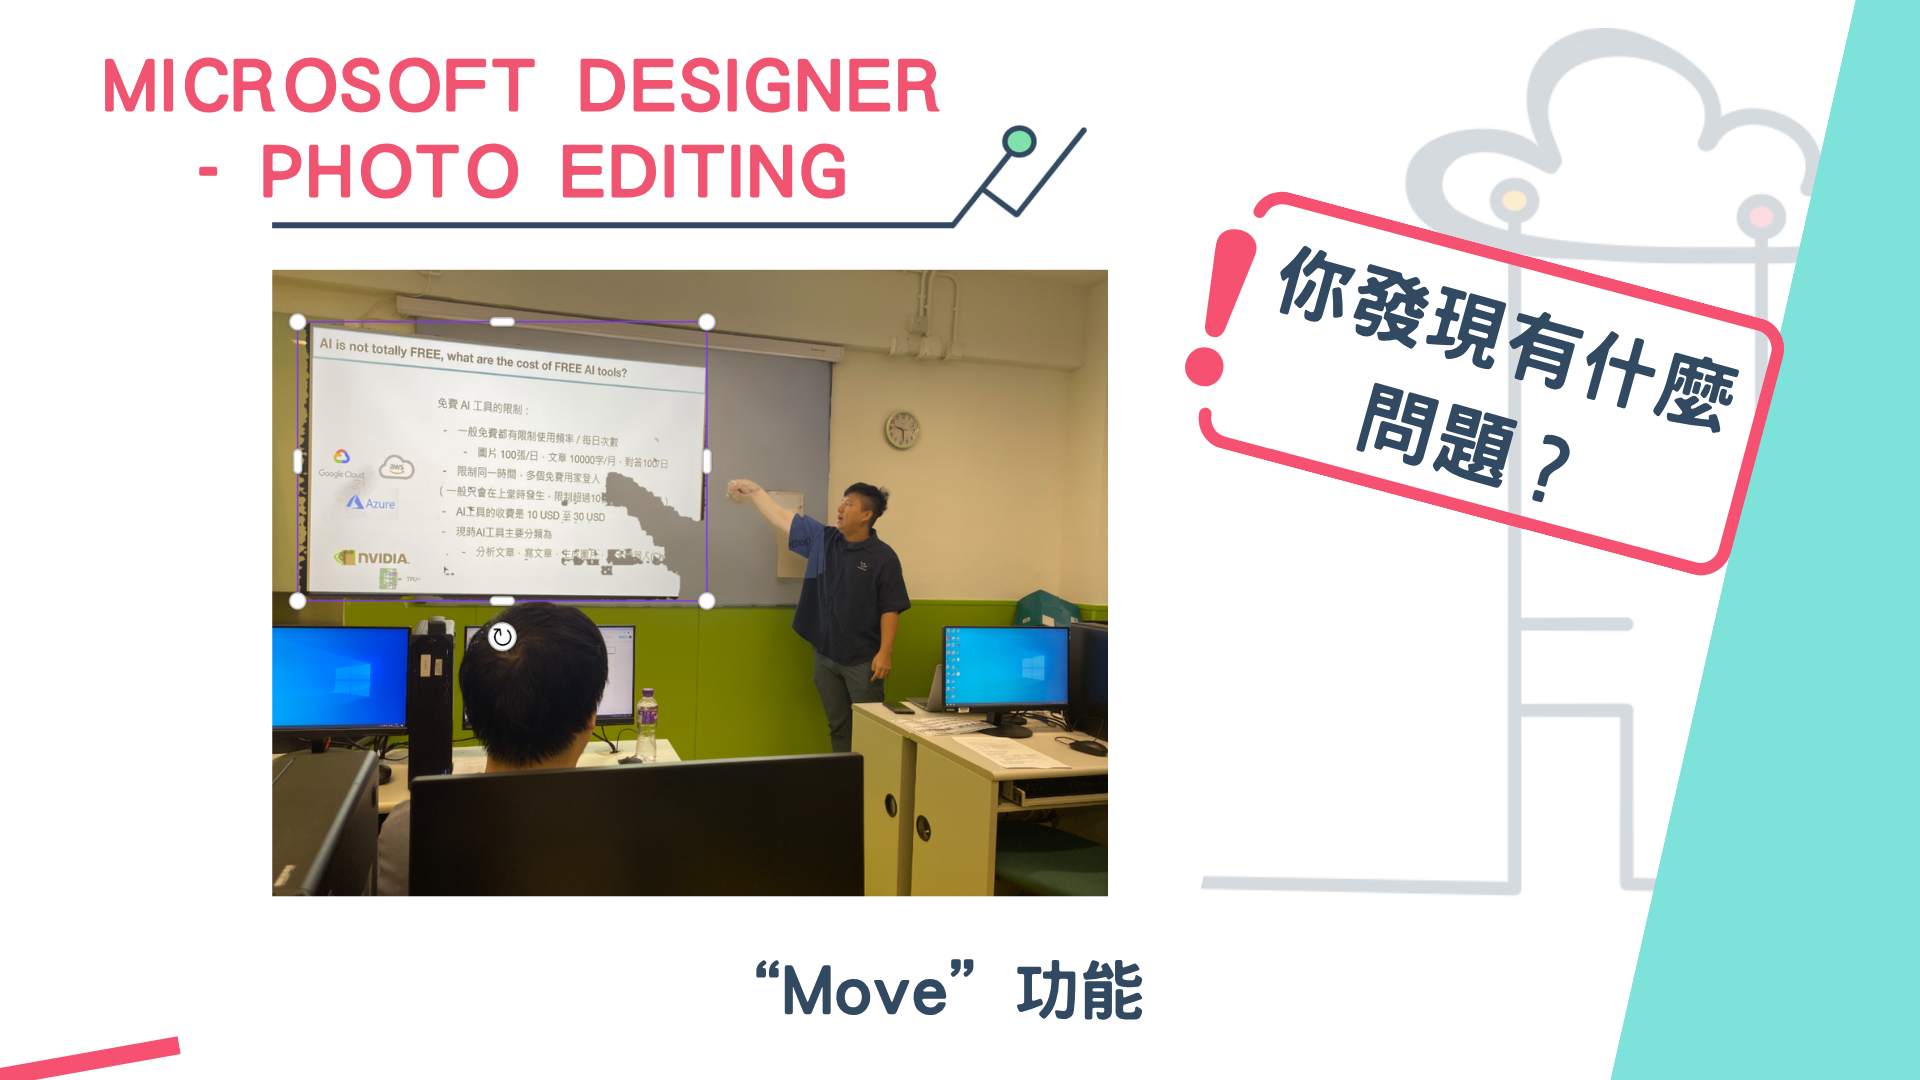 MICROSOFT DESIGNER
- PHOTO EDITING
你發現有什麼
問題？
AI is not totally FREE, what are the cost of FREE AI tools?
免費 AI 工具的限制：
- 一般免費都有限制使用頻率 / 每日次數
- 圖片 100張/日，文章 10000字/月，對答100/日
- 限制同一時間，多個免費用家登入
(一般只會在上堂時發生，限制超過10
- AI工具的收費是 10 USD 至 30 USD
- 現時AI工具主要分類為
- 分析文章，寫文章，生成圖片，
Google Cloud
aws
Azure
NVIDIA.
TPU
“Move”功能